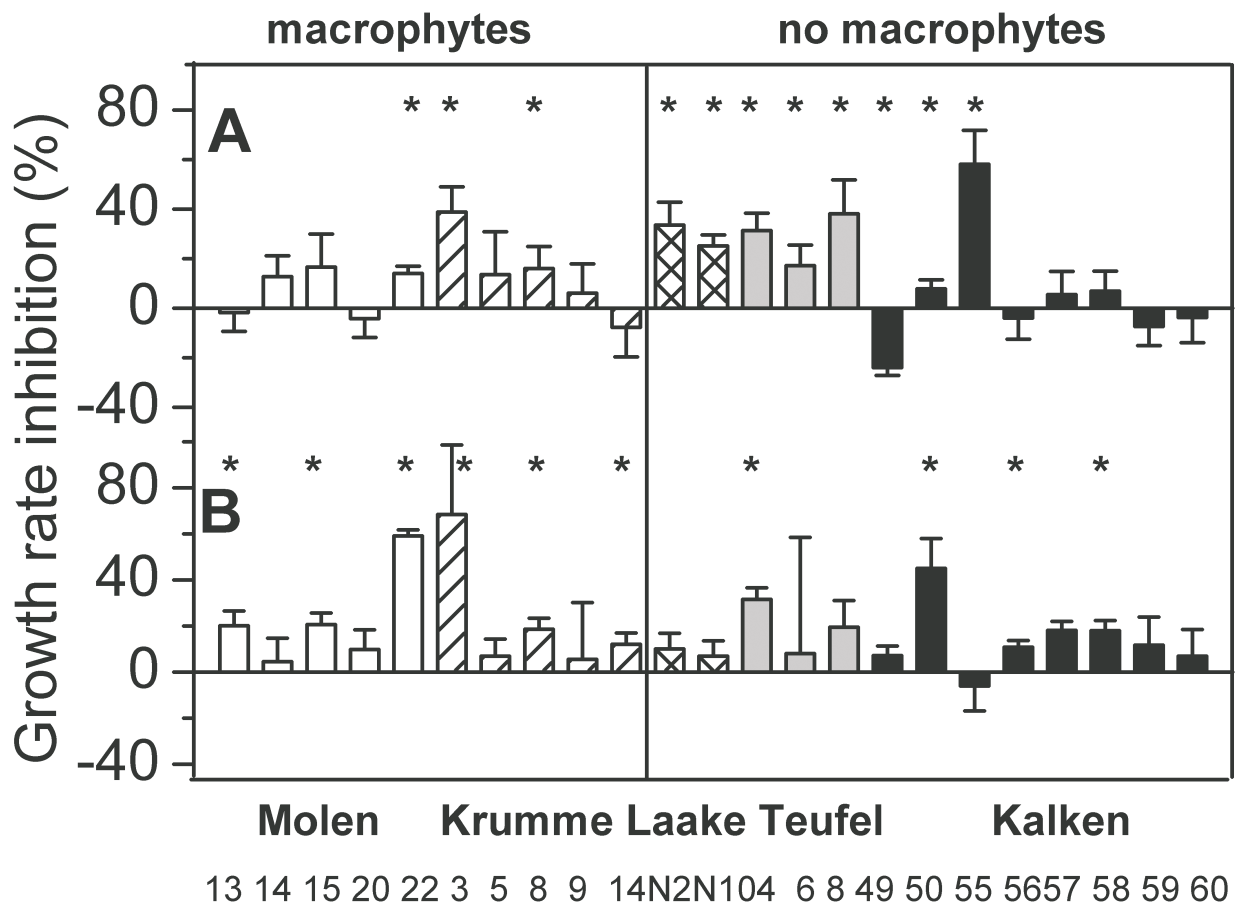 macrophytes no macrophytes
* * * * * * * * * * *
80
A
40
0
-40
Growth rate inhibition (%)
* * * * * * * * * *
80
B
40
0
-40
Molen Krumme Laake Teufel Kalken
13 14 15 20 22 3 5 8 9 14N2N104 6 8 49 50 55 5657 58 59 60